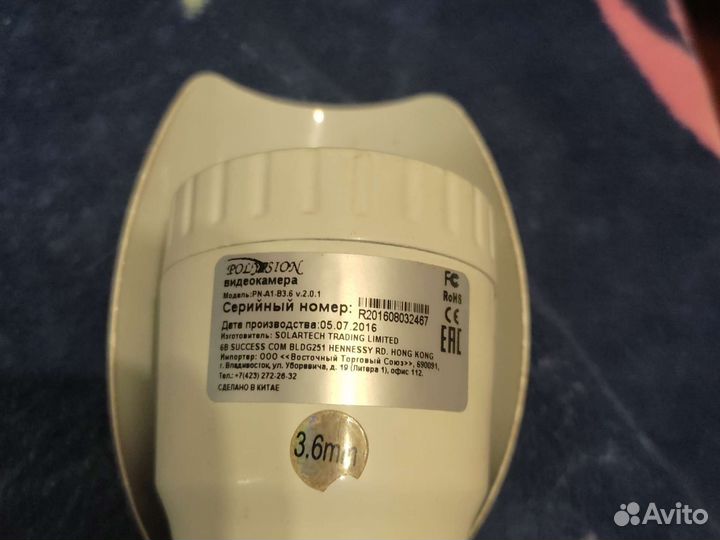 POLYVISION
видеокамера
Модель:PN-A1-B3.6 v.2.0.1
Серийный номер: R201608032467
Дата производства:05.07.2016
Изготовитель: SOLARTECH TRADING LIMITED
6B SUCCESS COM BLDG251 HENNESSY RD. HONG KONG
Импортер: ООО <<Восточный Торговый Союз>>, 690091,
г.Владивосток, ул. Уборевича, д. 19 (Литера 1), офис 112.
Тел.:+7(423) 272-26-32
СДЕЛАНО В КИТАЕ
FC
RoHS
CE
EAC
3.6mm
Avito